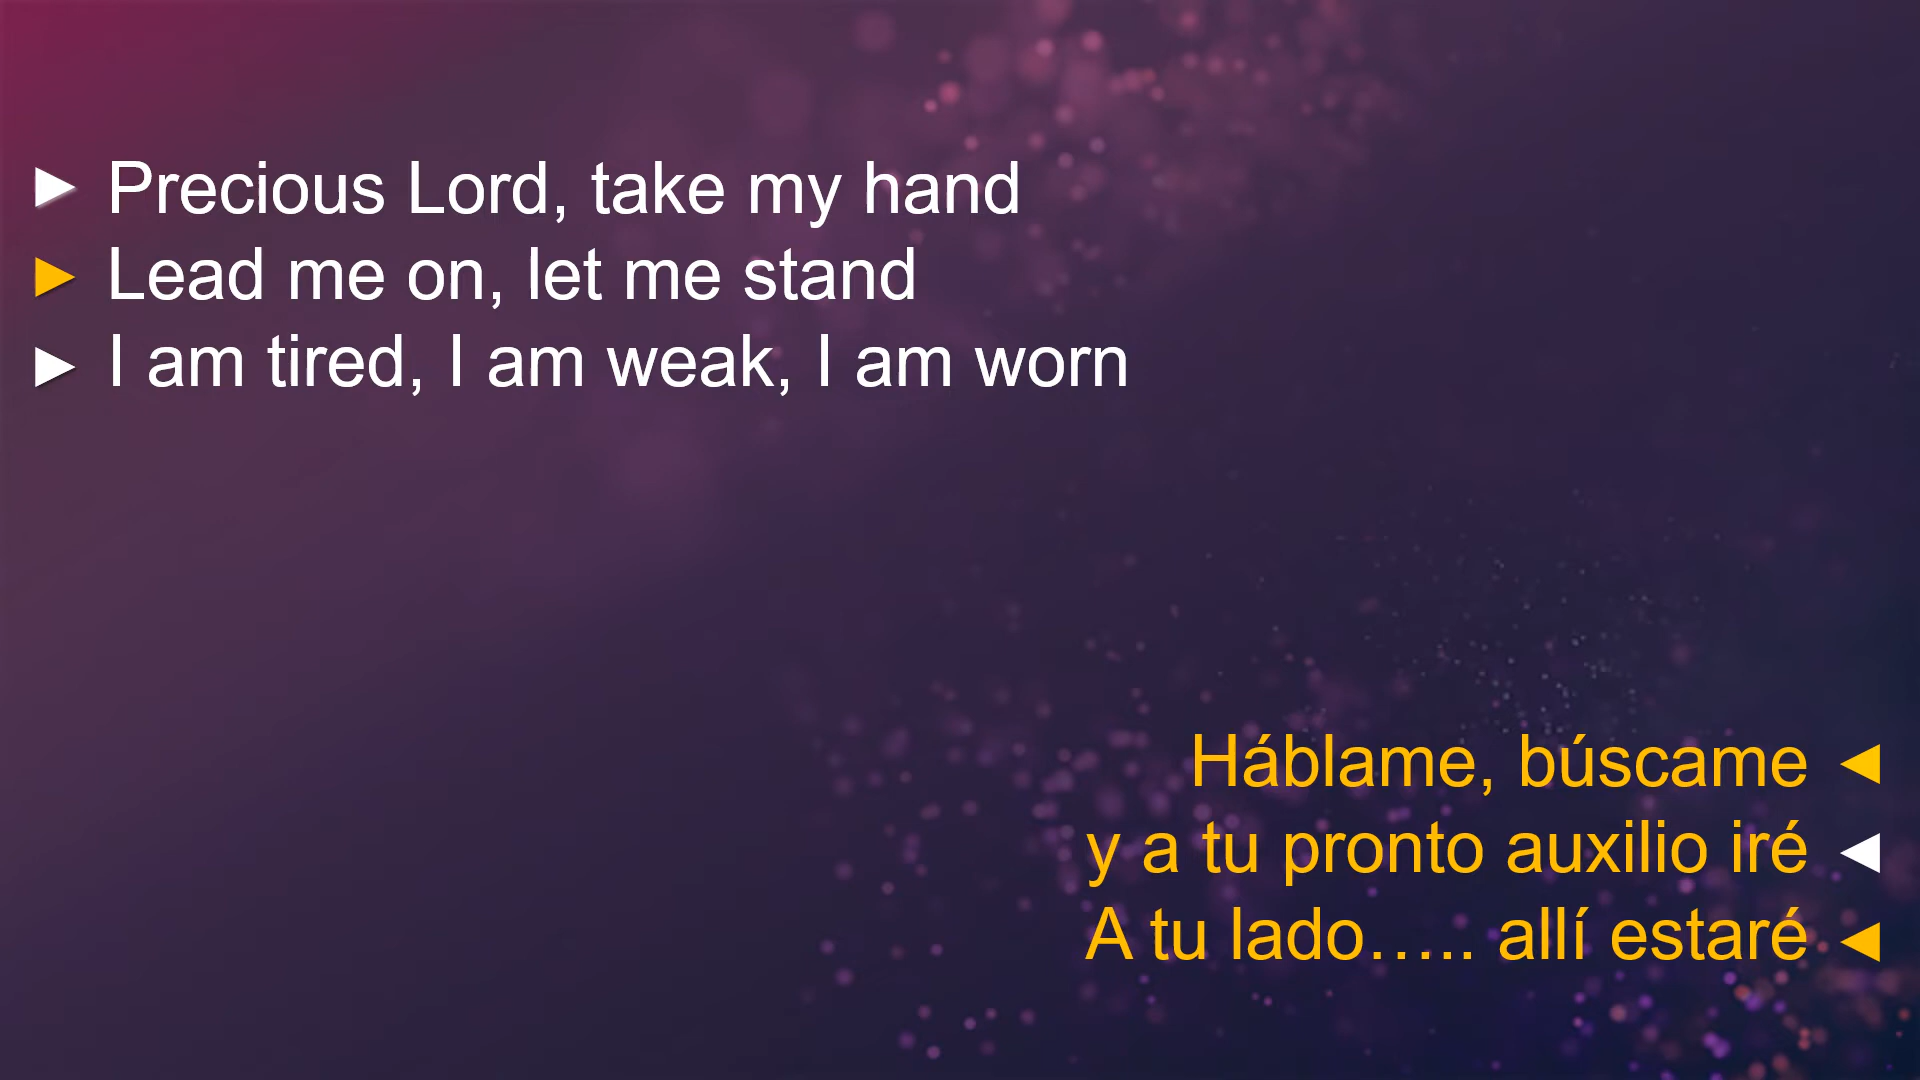 Precious Lord, take my hand
Lead me on, let me stand
I am tired, I am weak, I am worn
Háblame, búscame
y a tu pronto auxilio iré
A tu lado….. allí estaré